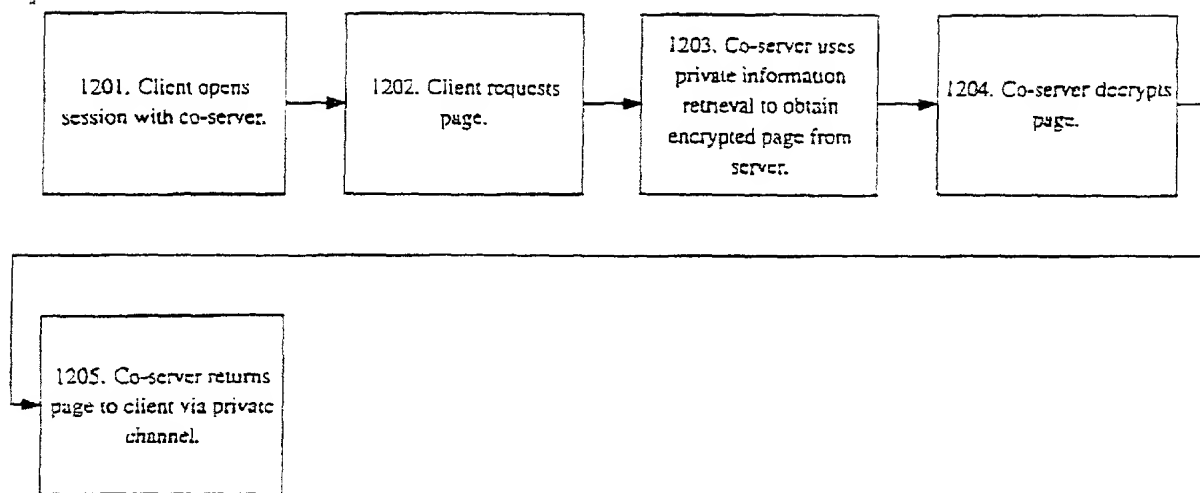 1201. Client opens
session with co-server.
1202. Client requests
page.
1203. Co-server uses
private information
retrieval to obtain
encrypted page from
server.
1204. Co-server decrypts
page.
1205. Co-server returns
page to client via private
channel.